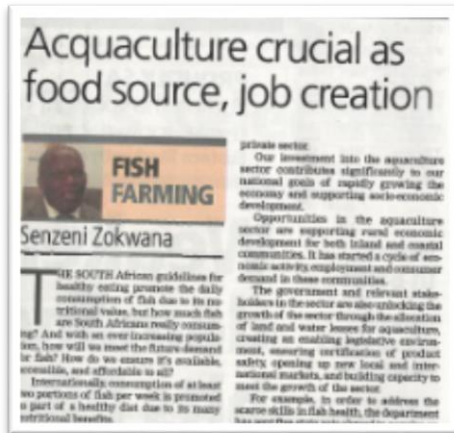 Acquaculture crucial as
food source, job creation
FISH
FARMING
Senzeni Zokwana
THE SOUTH African guidelines for
healthy eating promote the daily
consumption of fish due to its nu-
tritional value, but how much fish
are South Africans really consum-
ing? And with an ever increasing popula-
tion, how will we meet the future demand
for fish? How do we ensure it's available,
accessible, and affordable to all?
Internationally, consumption of at least
two portions of fish per week is promoted
as part of a healthy diet due to its many
nutritional benefits.
private sector.
Our investment into the aquaculture
sector contributes significantly to our
national goals of rapidly growing the
economy and supporting socio-economic
development.
Opportunities in the aquaculture
sector are supporting rural economic
development for both inland and coastal
communities. It has started a cycle of eco-
nomic activity, employment and consumer
demand in these communities.
The government and relevant stake-
holders in the sector are also unlocking the
growth of the sector through the allocation
of land and water leases for aquaculture,
creating an enabling legislative environ-
ment, ensuring certification of product
safety, opening up new local and inter-
national markets, and building capacity to
meet the growth of the sector.
For example, in order to address the
scarce skills in fish health, the department